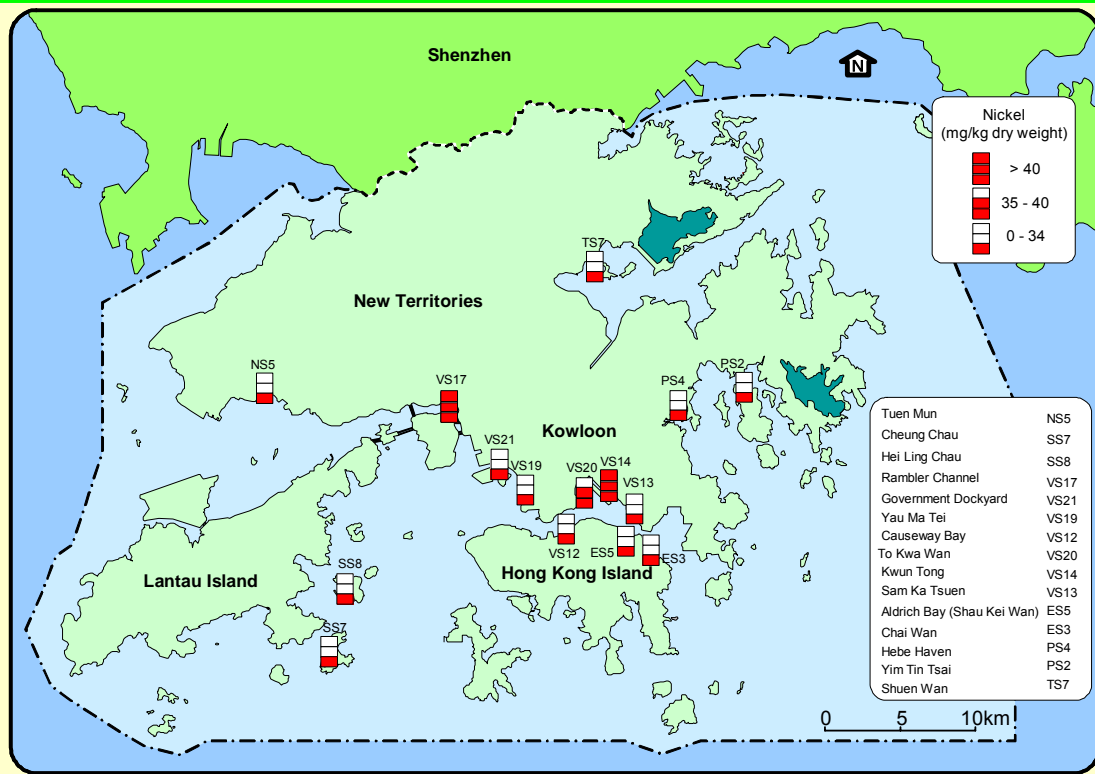 Shenzhen
N
Nickel
(mg/kg dry weight)
> 40
35 - 40
0 - 34
TS7
New Territories
NS5
VS17
PS4
PS2
Kowloon
VS21
VS19
VS20
VS14
VS13
VS12
ES5
ES3
Hong Kong Island
Lantau Island
SS8
SS7
Tuen Mun NS5
Cheung Chau SS7
Hei Ling Chau SS8
Rambler Channel VS17
Government Dockyard VS21
Yau Ma Tei VS19
Causeway Bay VS12
To Kwa Wan VS20
Kwun Tong VS14
Sam Ka Tsuen VS13
Aldrich Bay (Shau Kei Wan) ES5
Chai Wan ES3
Hebe Haven PS4
Yim Tin Tsai PS2
Shuen Wan TS7
0 5 10km